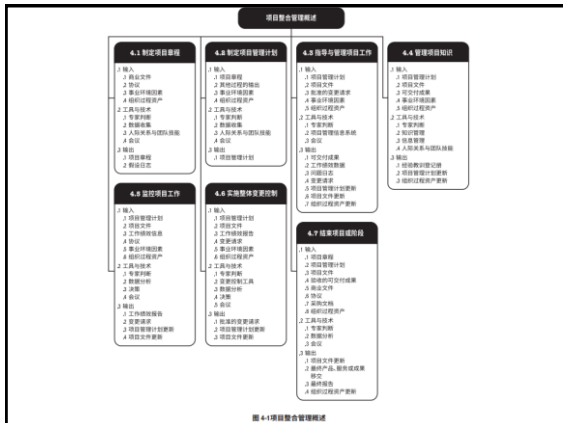 项目整合管理概述
4.1 制定项目章程
.1 输入
.1 商业文件
.2 协议
.3 事业环境因素
.4 组织过程资产
.2 工具与技术
.1 专家判断
.2 数据收集
.3 人际关系与团队技能
.4 会议
.3 输出
.1 项目章程
.2 假设日志
4.2 制定项目管理计划
.1 输入
.1 项目章程
.2 其他过程的输出
.3 事业环境因素
.4 组织过程资产
.2 工具与技术
.1 专家判断
.2 数据收集
.3 人际关系与团队技能
.4 会议
.3 输出
.1 项目管理计划
4.3 指导与管理项目工作
.1 输入
.1 项目管理计划
.2 项目文件
.3 批准的变更请求
.4 事业环境因素
.5 组织过程资产
.2 工具与技术
.1 专家判断
.2 项目管理信息系统
.3 会议
.3 输出
.1 可交付成果
.2 工作绩效数据
.3 问题日志
.4 变更请求
.5 项目管理计划更新
.6 项目文件更新
.7 组织过程资产更新
4.4 管理项目知识
.1 输入
.1 项目管理计划
.2 项目文件
.3 可交付成果
.4 事业环境因素
.5 组织过程资产
.2 工具与技术
.1 专家判断
.2 知识管理
.3 信息管理
.4 人际关系与团队技能
.3 输出
.1 经验教训登记册
.2 项目管理计划更新
.3 组织过程资产更新
4.5 监控项目工作
.1 输入
.1 项目管理计划
.2 项目文件
.3 工作绩效信息
.4 协议
.5 事业环境因素
.6 组织过程资产
.2 工具与技术
.1 专家判断
.2 数据分析
.3 决策
.4 会议
.3 输出
.1 工作绩效报告
.2 变更请求
.3 项目管理计划更新
.4 项目文件更新
4.6 实施整体变更控制
.1 输入
.1 项目管理计划
.2 项目文件
.3 工作绩效报告
.4 变更请求
.5 事业环境因素
.6 组织过程资产
.2 工具与技术
.1 专家判断
.2 变更控制工具
.3 数据分析
.4 决策
.5 会议
.3 输出
.1 批准的变更请求
.2 项目管理计划更新
.3 项目文件更新
4.7 结束项目或阶段
.1 输入
.1 项目章程
.2 项目管理计划
.3 项目文件
.4 验收的可交付成果
.5 商业文件
.6 协议
.7 采购文档
.8 组织过程资产
.2 工具与技术
.1 专家判断
.2 数据分析
.3 会议
.3 输出
.1 项目文件更新
.2 最终产品、服务或成果
移交
.3 最终报告
.4 组织过程资产更新
图 4-1项目整合管理概述